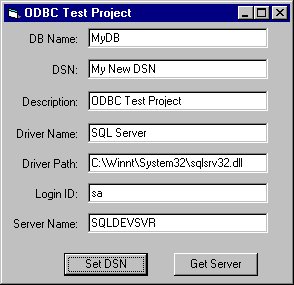 ODBC Test Project
DB Name: MyDB
DSN: My New DSN
Description: ODBC Test Project
Driver Name: SQL Server
Driver Path: C:\Winnt\System32\sqlsrv32.dll
Login ID: sa
Server Name: SQLDEVSVR
Set DSN Get Server